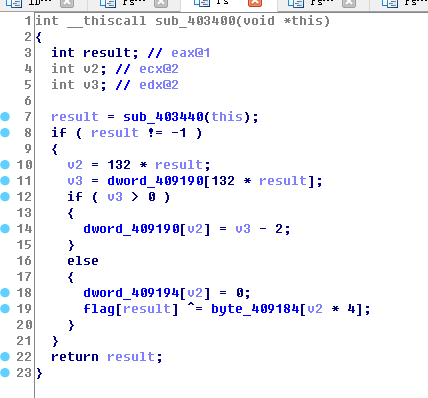 1 int __thiscall sub_403400(void *this)
2 {
3 int result; // eax@1
4 int v2; // ecx@2
5 int v3; // edx@2
6
7 result = sub_403440(this);
8 if ( result != -1 )
9 {
10 v2 = 132 * result;
11 v3 = dword_409190[132 * result];
12 if ( v3 > 0 )
13 {
14 dword_409190[v2] = v3 - 2;
15 }
16 else
17 {
18 dword_409194[v2] = 0;
19 flag[result] ^= byte_409184[v2 * 4];
20 }
21 }
22 return result;
23 }